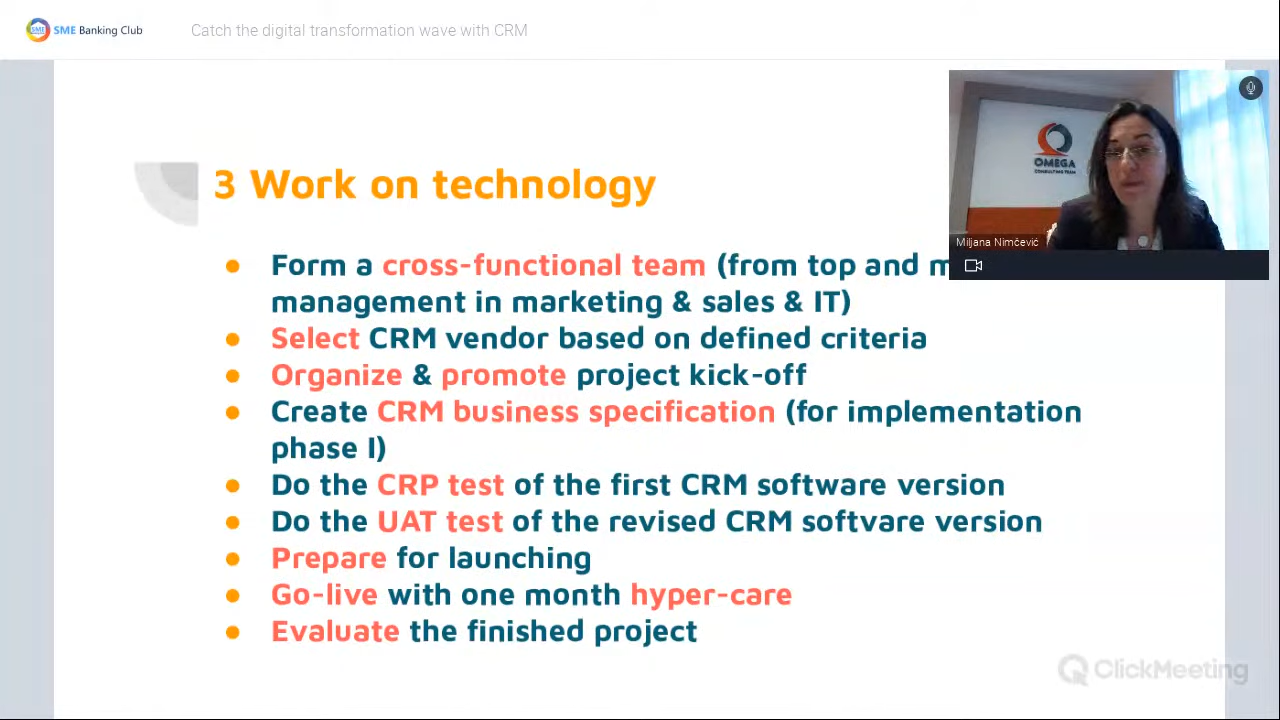 SME Banking Club
Catch the digital transformation wave with CRM
OMEGA
CONSULTING TEAM
Miljana Nimčević
3 Work on technology
Form a cross-functional team (from top and m
management in marketing & sales & IT)
Select CRM vendor based on defined criteria
Organize & promote project kick-off
Create CRM business specification (for implementation
phase I)
Do the CRP test of the first CRM software version
Do the UAT test of the revised CRM softvare version
Prepare for launching
Go-live with one month hyper-care
Evaluate the finished project
ClickMeeting